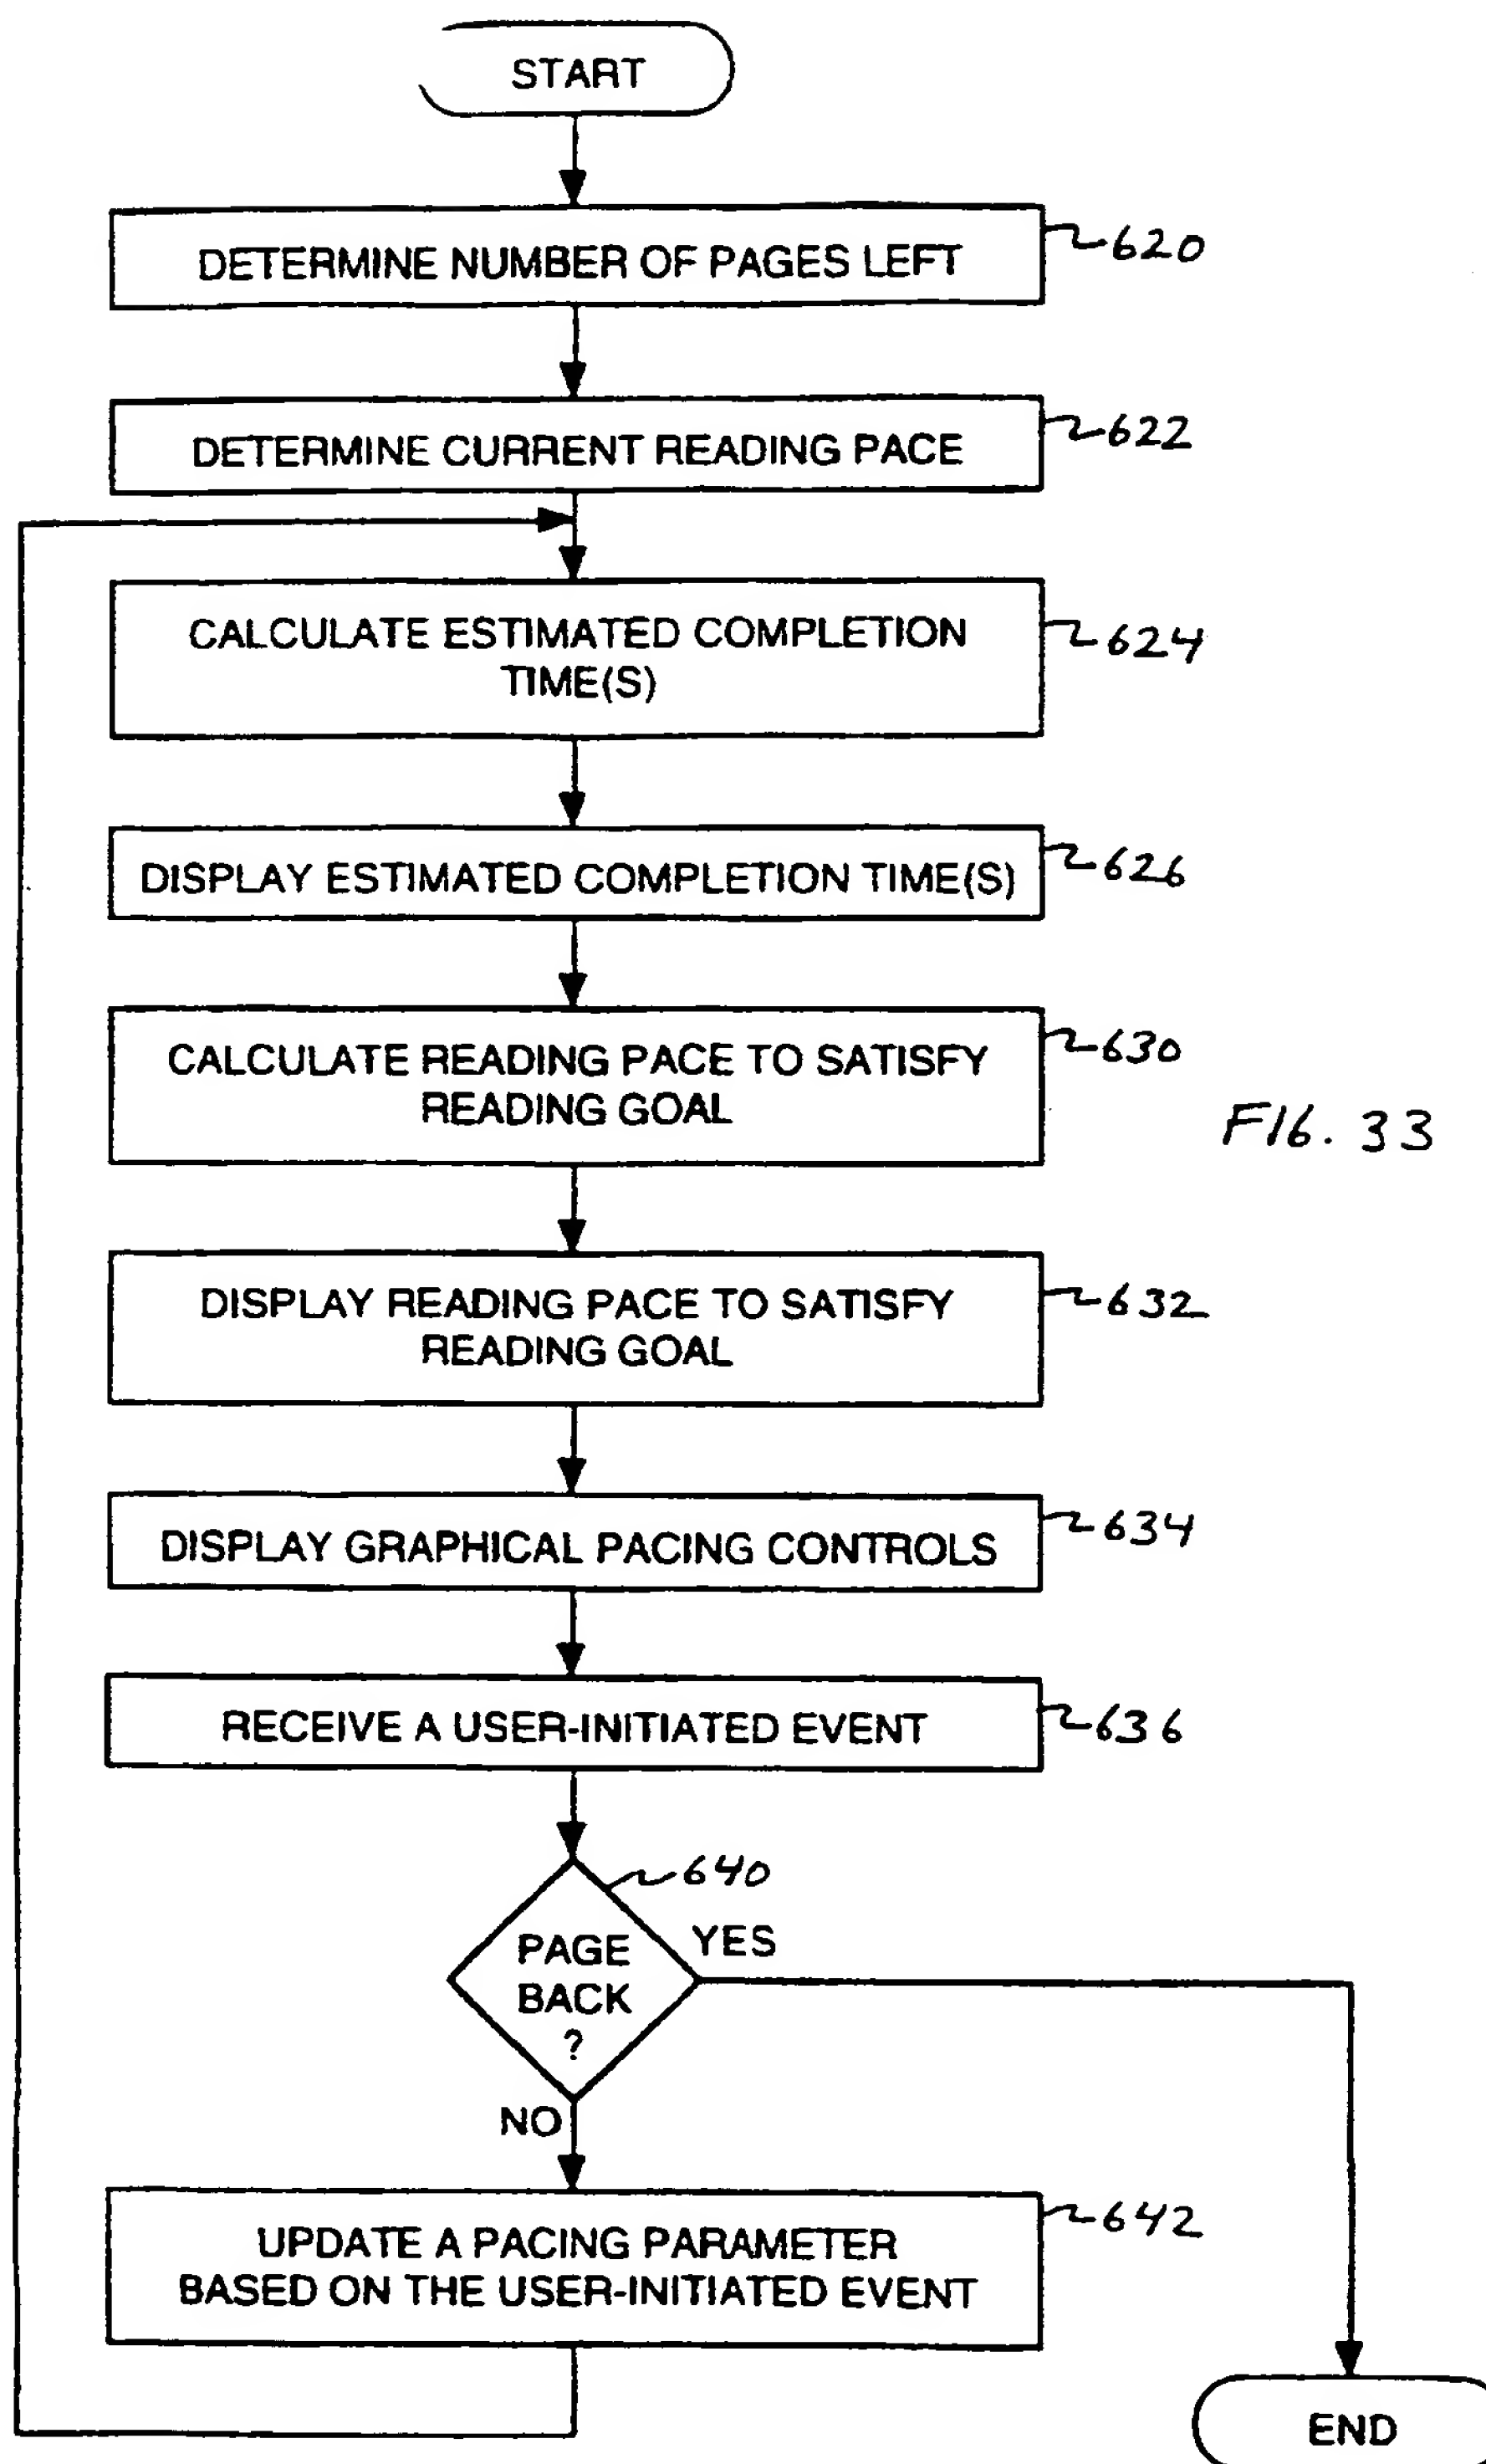 START
DETERMINE NUMBER OF PAGES LEFT
620
DETERMINE CURRENT READING PACE
622
CALCULATE ESTIMATED COMPLETION
TIME(S)
624
DISPLAY ESTIMATED COMPLETION TIME(S)
626
CALCULATE READING PACE TO SATISFY
READING GOAL
630
FIG. 33
DISPLAY READING PACE TO SATISFY
READING GOAL
632
DISPLAY GRAPHICAL PACING CONTROLS
634
RECEIVE A USER-INITIATED EVENT
636
640
PAGE
BACK
?
YES
NO
UPDATE A PACING PARAMETER
BASED ON THE USER-INITIATED EVENT
642
END